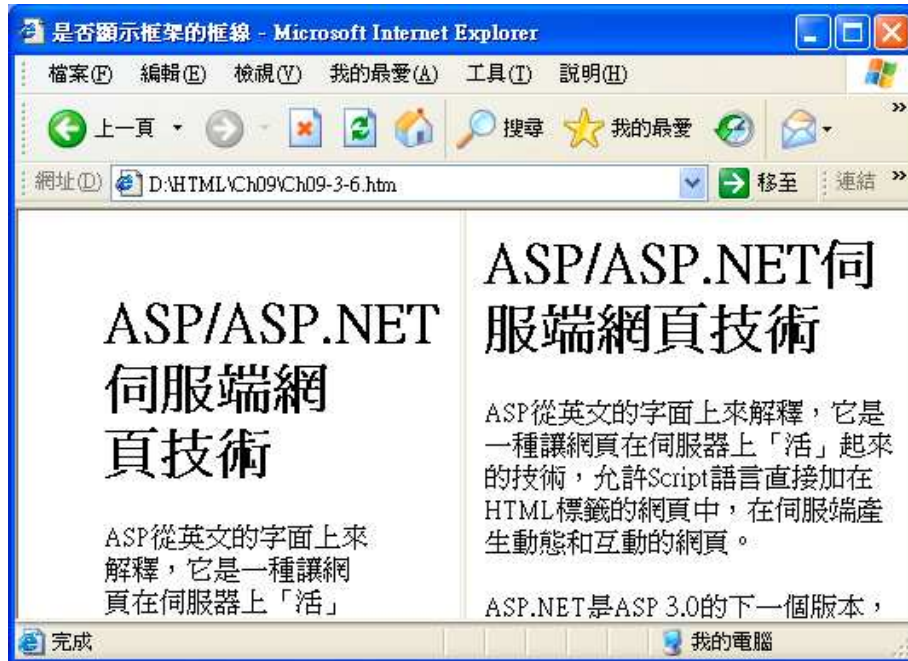 是否顯示框架的框線 - Microsoft Internet Explorer
檔案(F) 編輯(E) 檢視(V) 我的最愛(A) 工具(T) 說明(H)
上一頁 搜尋 我的最愛 »
網址(D) D:\HTML\Ch09\Ch09-3-6.htm 移至 連結 »
ASP/ASP.NET
伺服端網
頁技術
ASP從英文的字面上來
解釋，它是一種讓網
頁在伺服器上「活」
ASP/ASP.NET伺
服端網頁技術
ASP從英文的字面上來解釋，它是
一種讓網頁在伺服器上「活」起來
的技術，允許Script語言直接加在
HTML標籤的網頁中，在伺服端產
生動態和互動的網頁。
ASP.NET是ASP 3.0的下一個版本，
完成 我的電腦